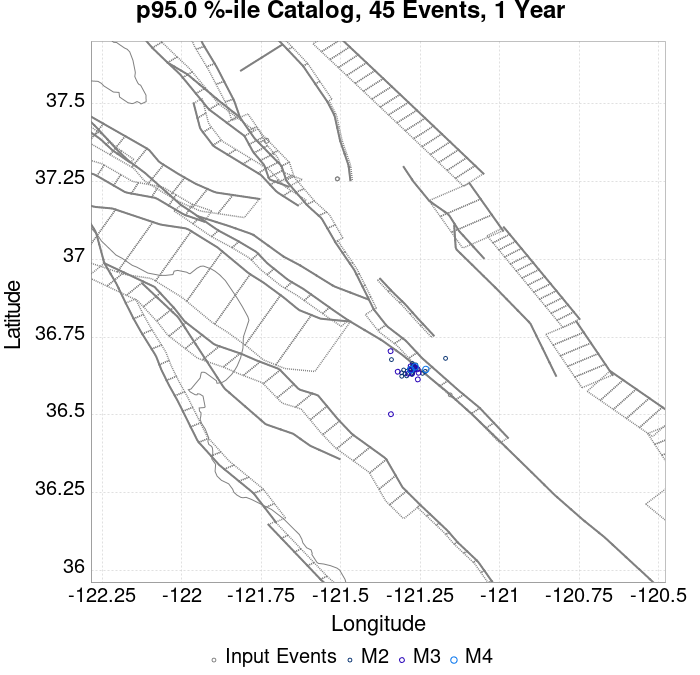 p95.0 %-ile Catalog, 45 Events, 1 Year
37.5
37.25
37
36.75
36.5
36.25
36
Latitude
-122.25 -122 -121.75 -121.5 -121.25 -121 -120.75 -120.5
Longitude
Input Events M2 M3 M4